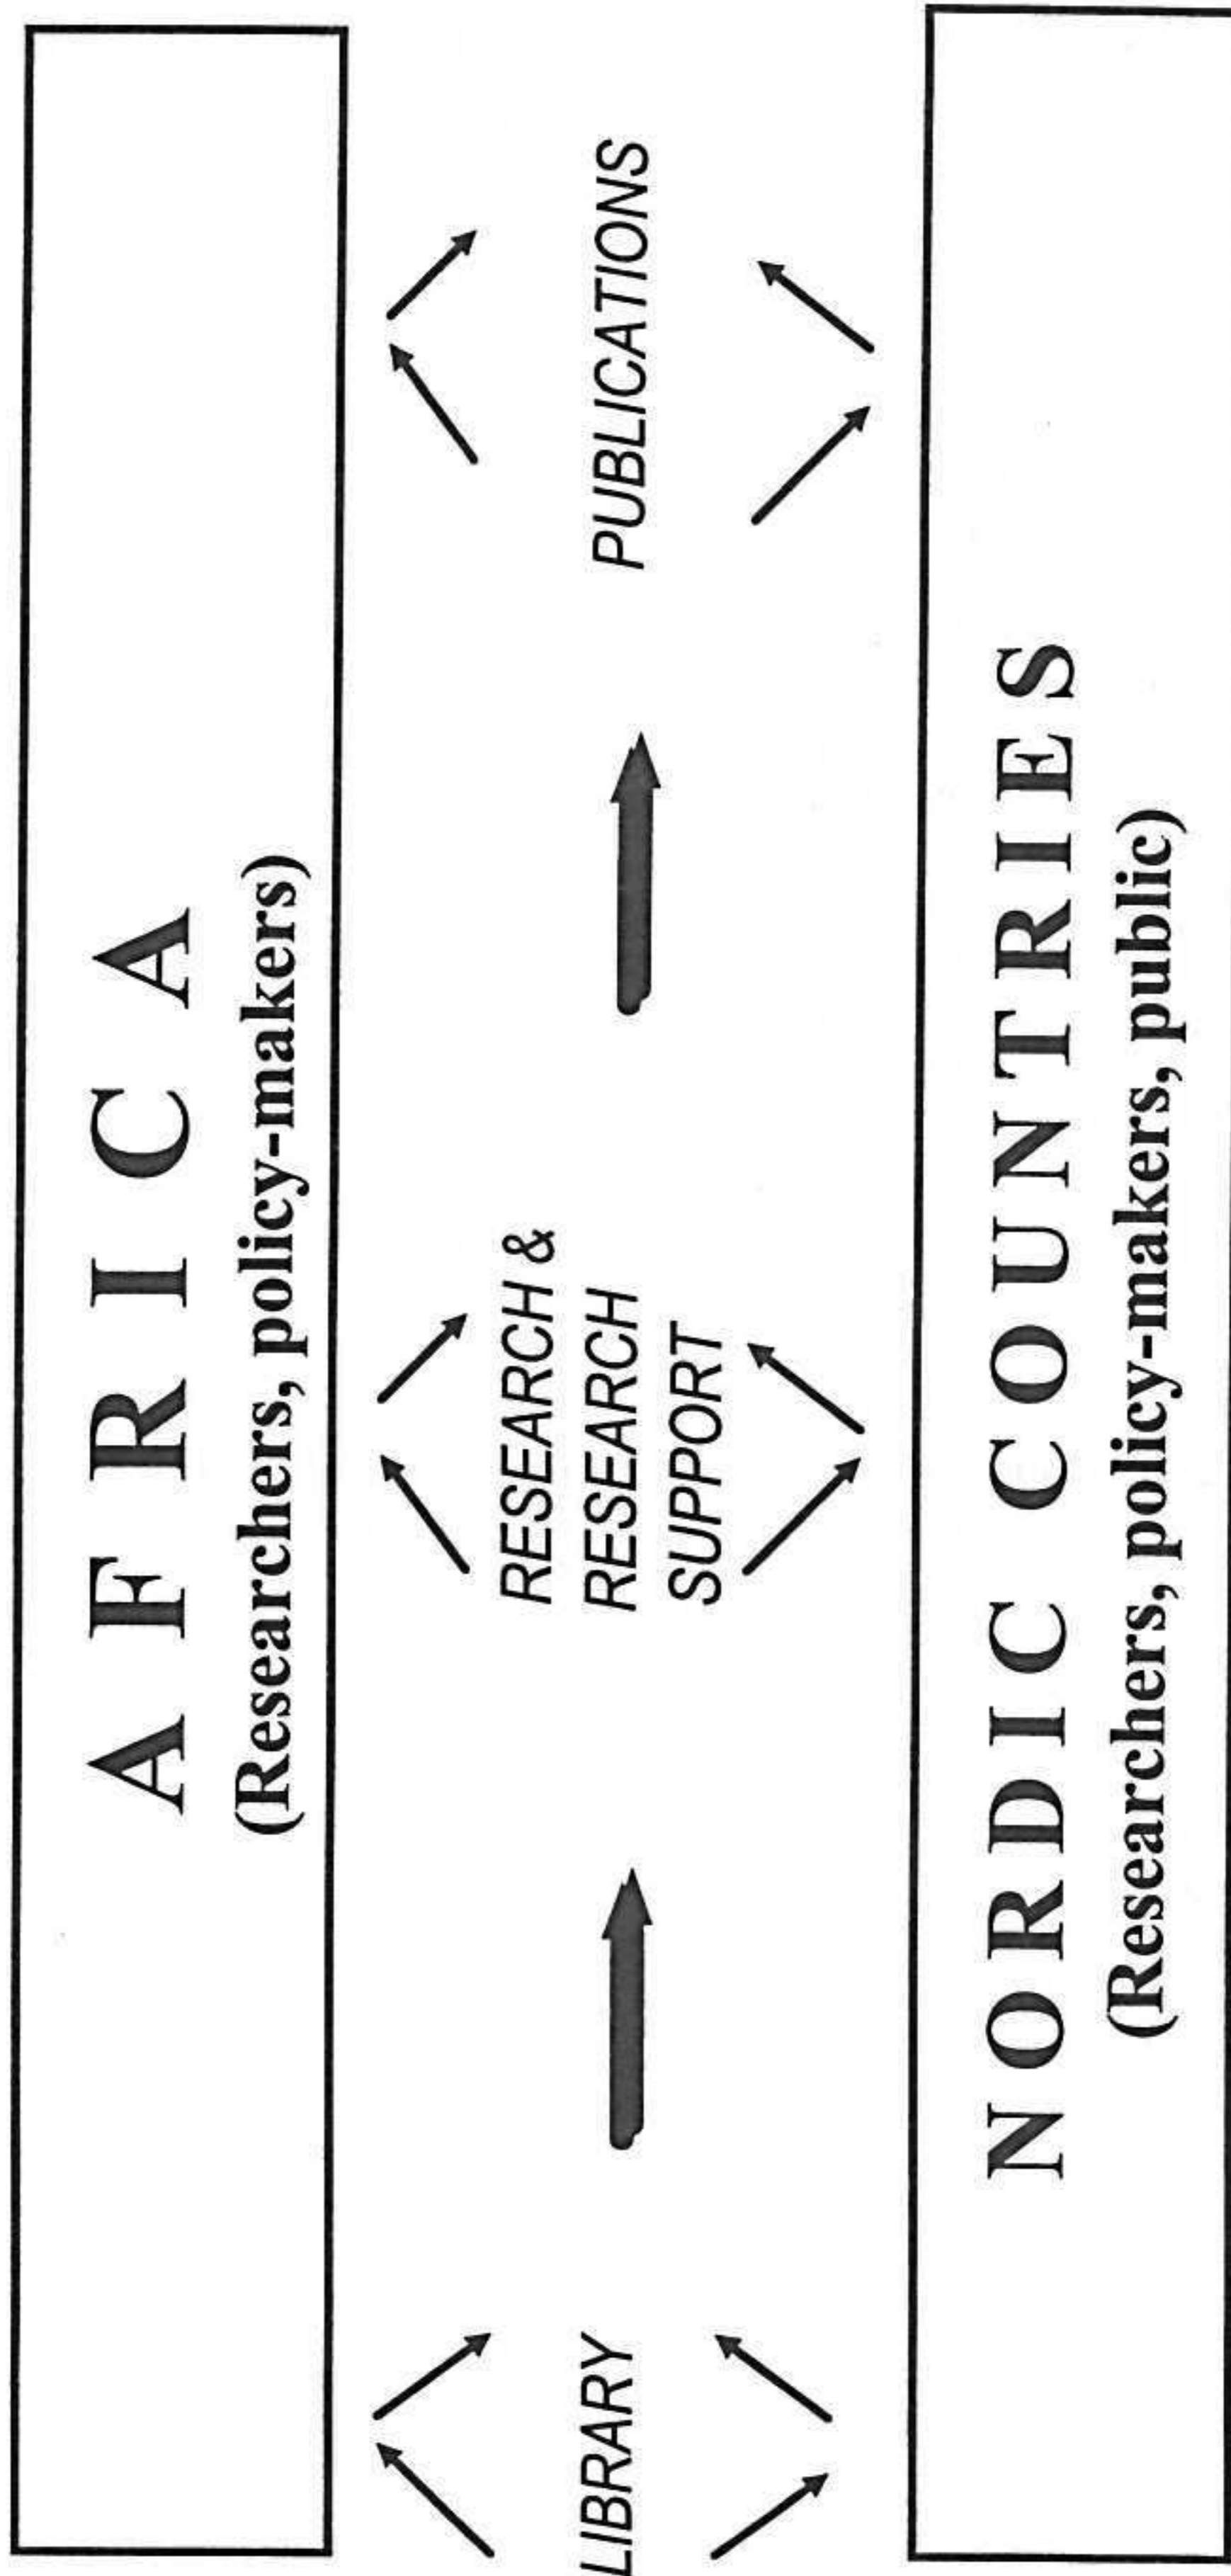 A F R I C A
(Researchers, policy-makers)
LIBRARY
RESEARCH &
RESEARCH
SUPPORT
PUBLICATIONS
N O R D I C C O U N T R I E S
(Researchers, policy-makers, public)